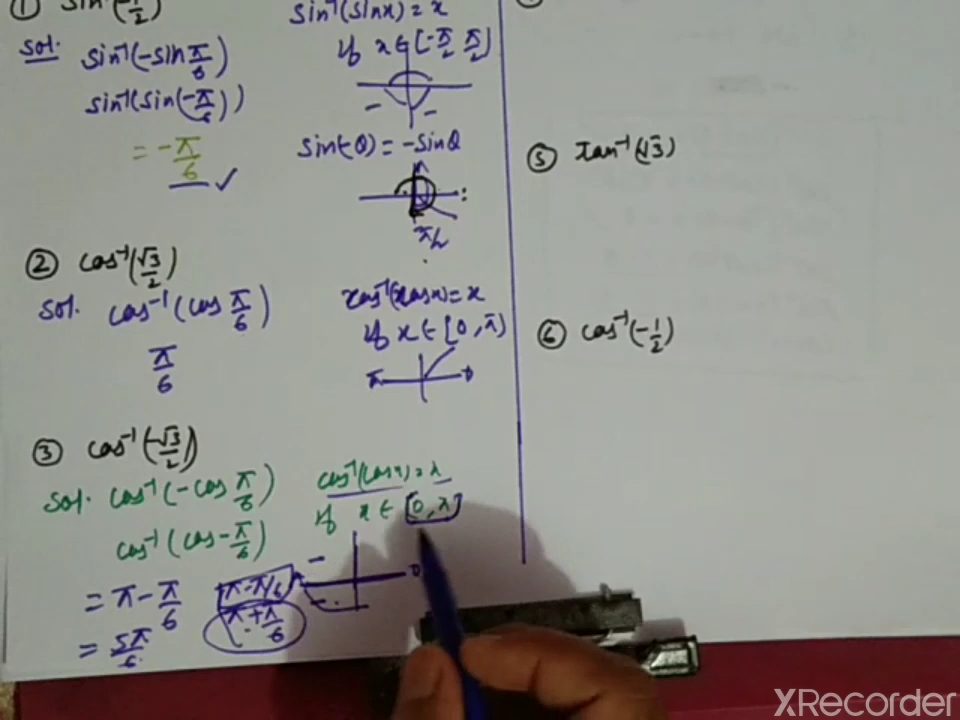 ① sin⁻¹(-1/2)
Sol. sin⁻¹(-sin π/6)
sin⁻¹(sin(-π/6))
= -π/6 ✓
sin⁻¹(sinx) = x
if x ∈ [-π/2 π/2]
sin(-θ) = -sinθ
② cos⁻¹(√3/2)
Sol. cos⁻¹(cos π/6)
π/6
cos⁻¹(cosx) = x
if x ∈ [0, π]
π 0
③ cos⁻¹(-√3/2)
Sol. cos⁻¹(-cos π/6)
cos⁻¹(cos -π/6)
= π - π/6
= 5π/6
cos⁻¹(cosx) = x
if x ∈ [0, π]
π-π/6
π+π/6
⑤ tan⁻¹(√3)
⑥ cos⁻¹(-1/2)
XRecorder